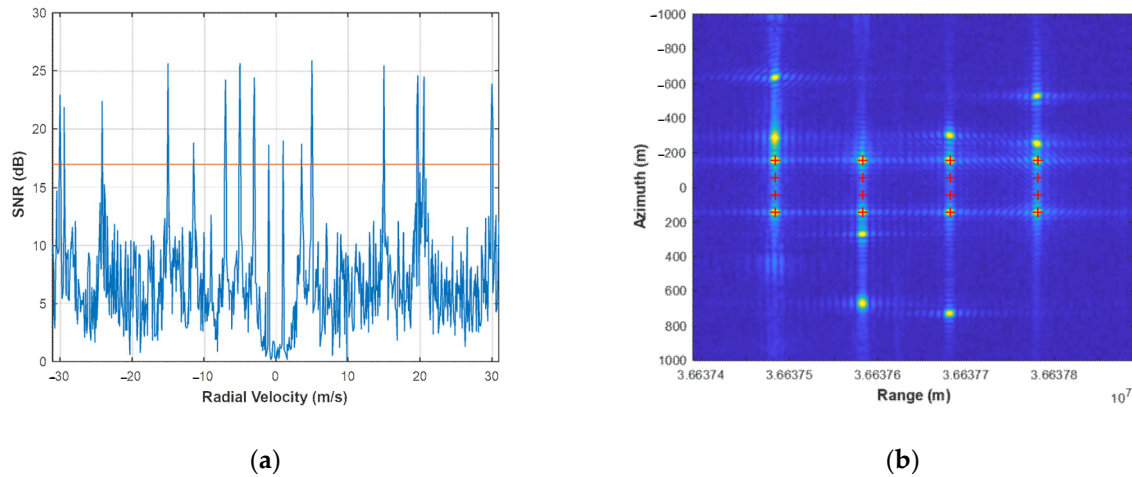 30
25
20
15
10
5
0
SNR (dB)
−30 −20 −10 0 10 20 30
Radial Velocity (m/s)
(a)
−1000
−800
−600
−400
−200
0
200
400
600
800
1000
Azimuth (m)
3.66374 3.66375 3.66376 3.66377 3.66378
Range (m)
10⁷
(b)